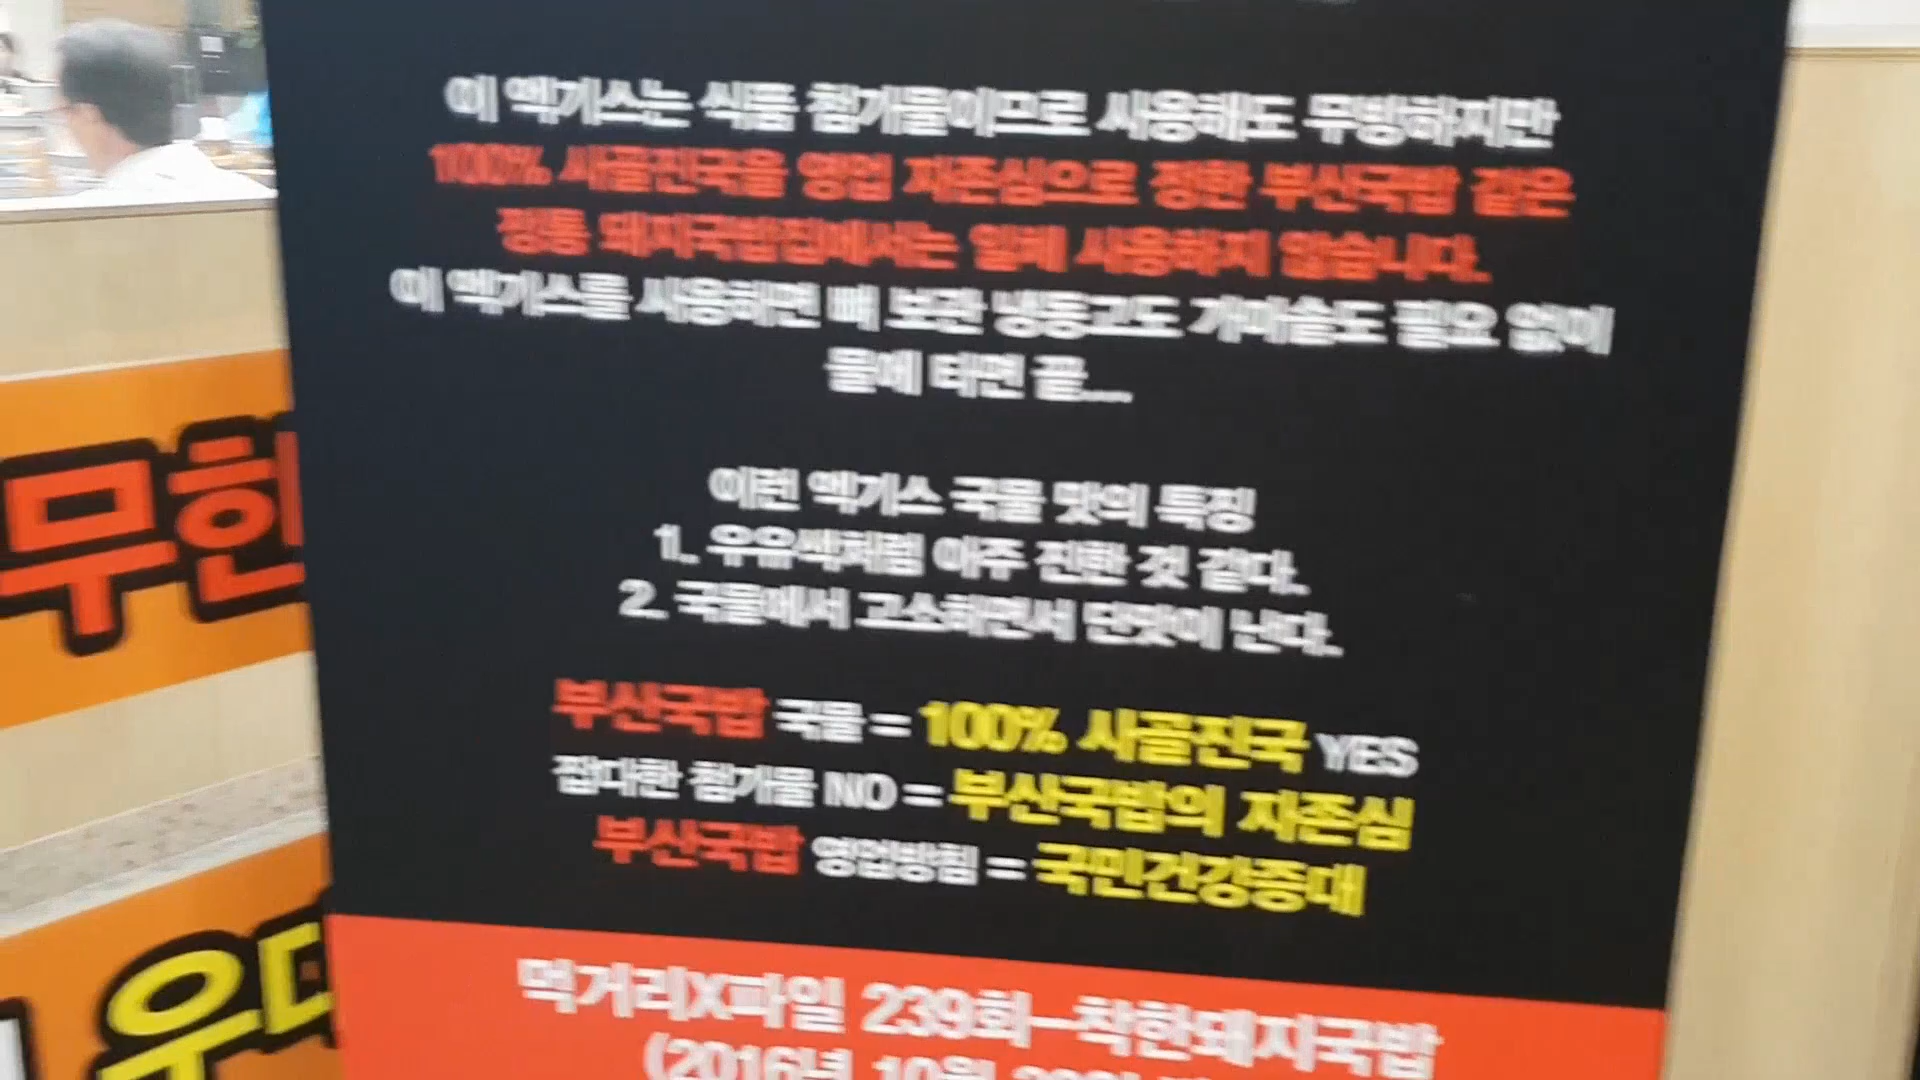 이 엑기스는 식품 첨가물이므로 사용해도 무방하지만
100% 사골진국을 영업 자존심으로 정한 부산국밥 같은
정통 돼지국밥집에서는 일체 사용하지 않습니다.
이 엑기스를 사용하면 뼈 보관 냉동고도 가마솥도 필요 없이
물에 타면 끝....
이런 엑기스 국물 맛의 특징
1. 우유색처럼 아주 진한 것 같다.
2. 국물에서 고소하면서 단맛이 난다.
부산국밥 국물 = 100% 사골진국 YES
잡다한 첨가물 NO = 부산국밥의 자존심
부산국밥 영업방침 = 국민건강증대
먹거리X파일 239회-착한돼지국밥
(2016년 10월
무한
우대